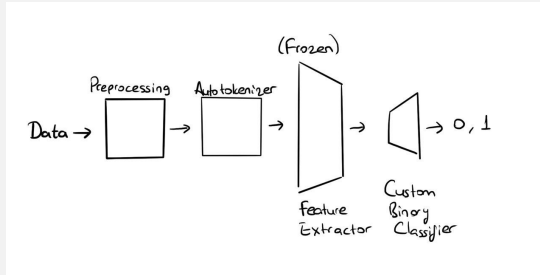 (Frozen)
Preprocessing
Autotokenizer
Data
0, 1
Feature
Extractor
Custom
Binary
Classifier